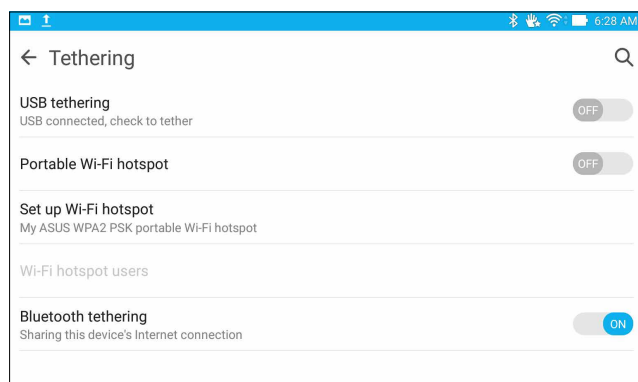 6:28 AM
Tethering
USB tethering
OFF
USB connected, check to tether
Portable Wi-Fi hotspot
OFF
Set up Wi-Fi hotspot
My ASUS WPA2 PSK portable Wi-Fi hotspot
Wi-Fi hotspot users
Bluetooth tethering
ON
Sharing this device's Internet connection